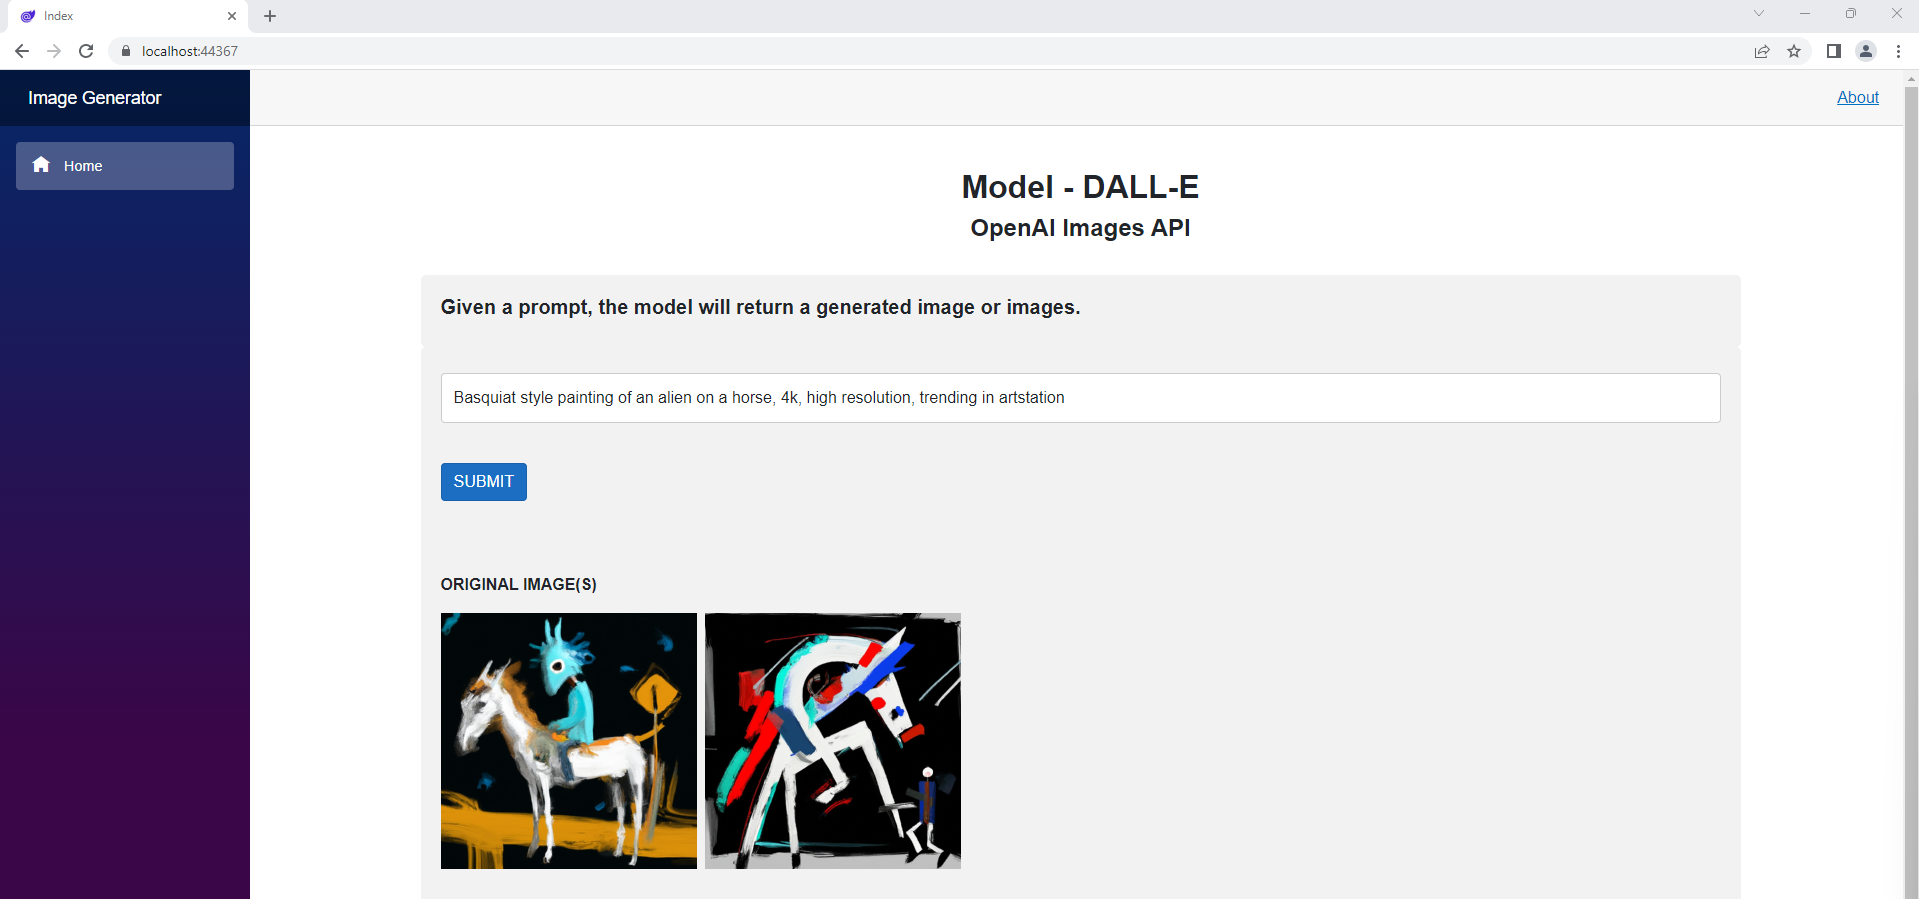 Index
localhost:44367
Image Generator
About
Home
Model - DALL-E
OpenAI Images API
Given a prompt, the model will return a generated image or images.
Basquiat style painting of an alien on a horse, 4k, high resolution, trending in artstation
SUBMIT
ORIGINAL IMAGE(S)